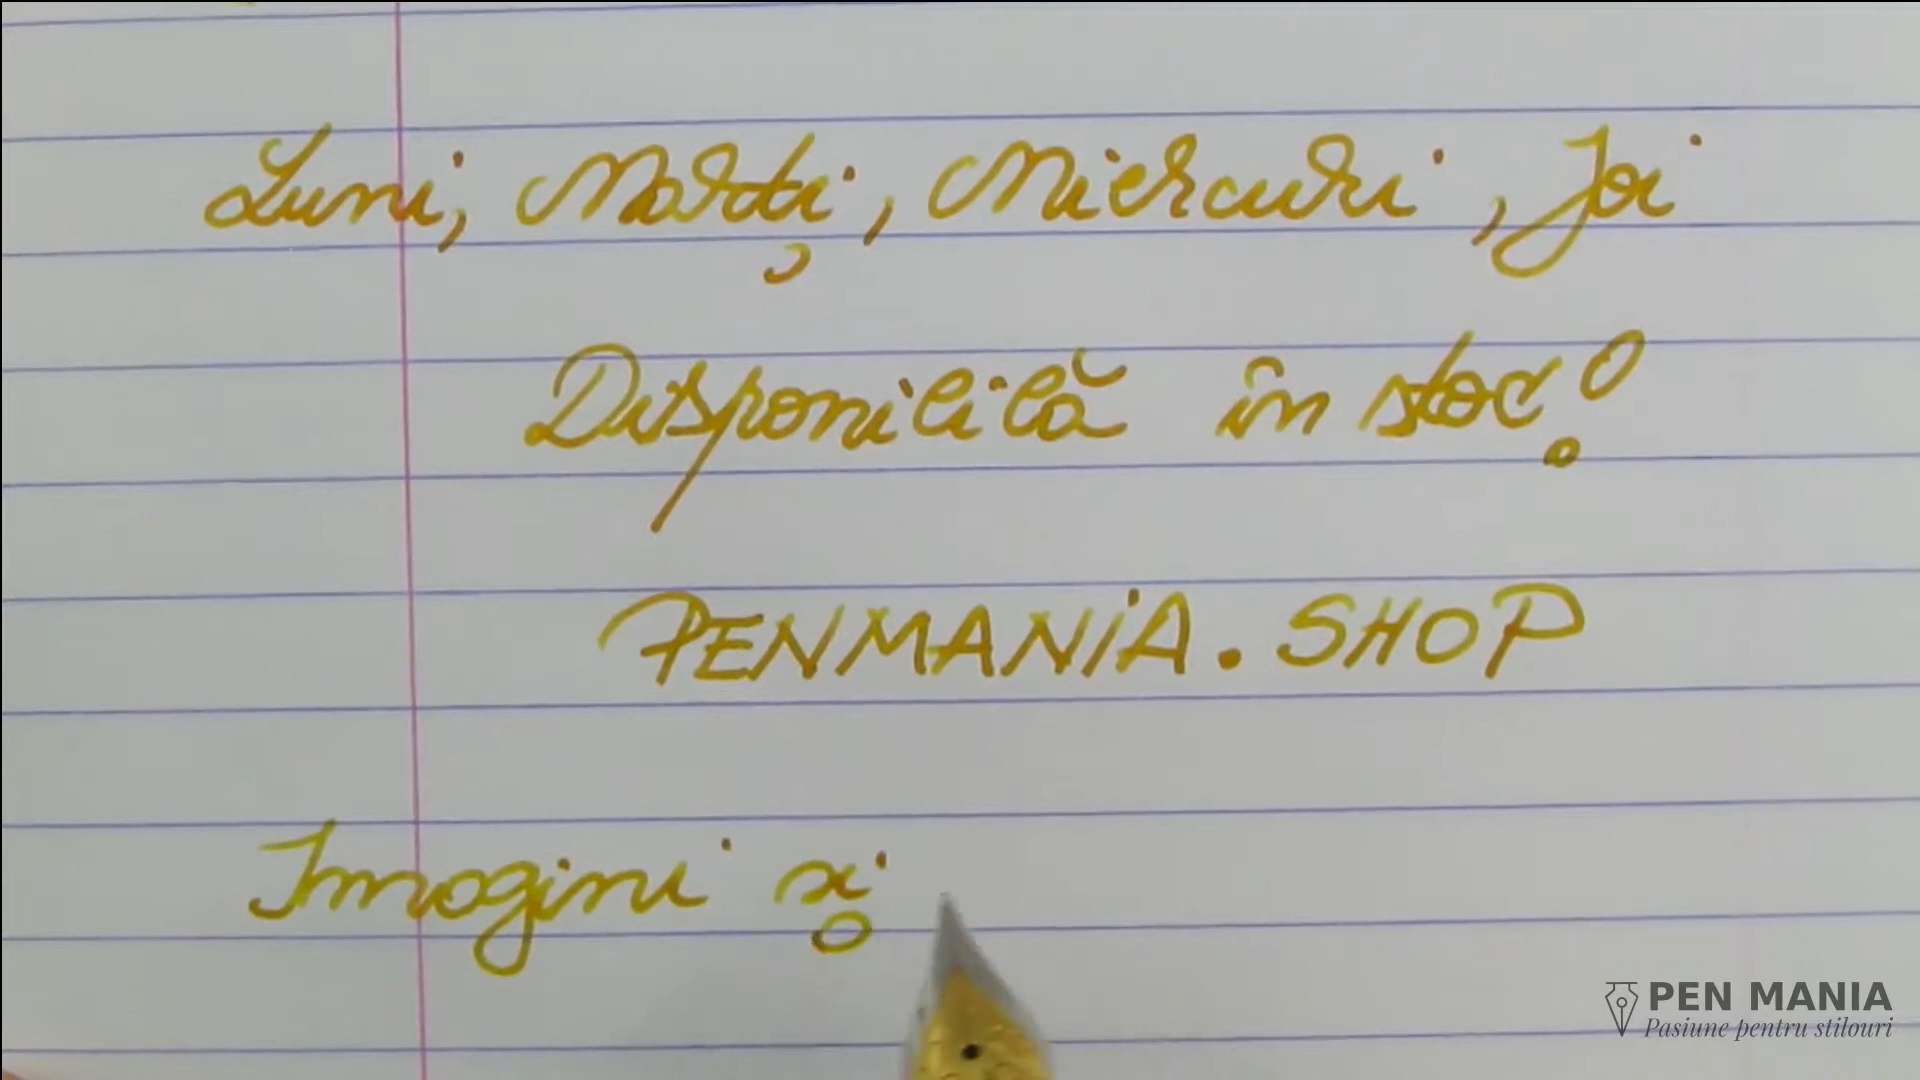 Luni, Marți, Miercuri, Joi
Disponibilă în stoc!
PENMANiA.SHOP
Imagini și
PEN MANIA
Pasiune pentru stilouri